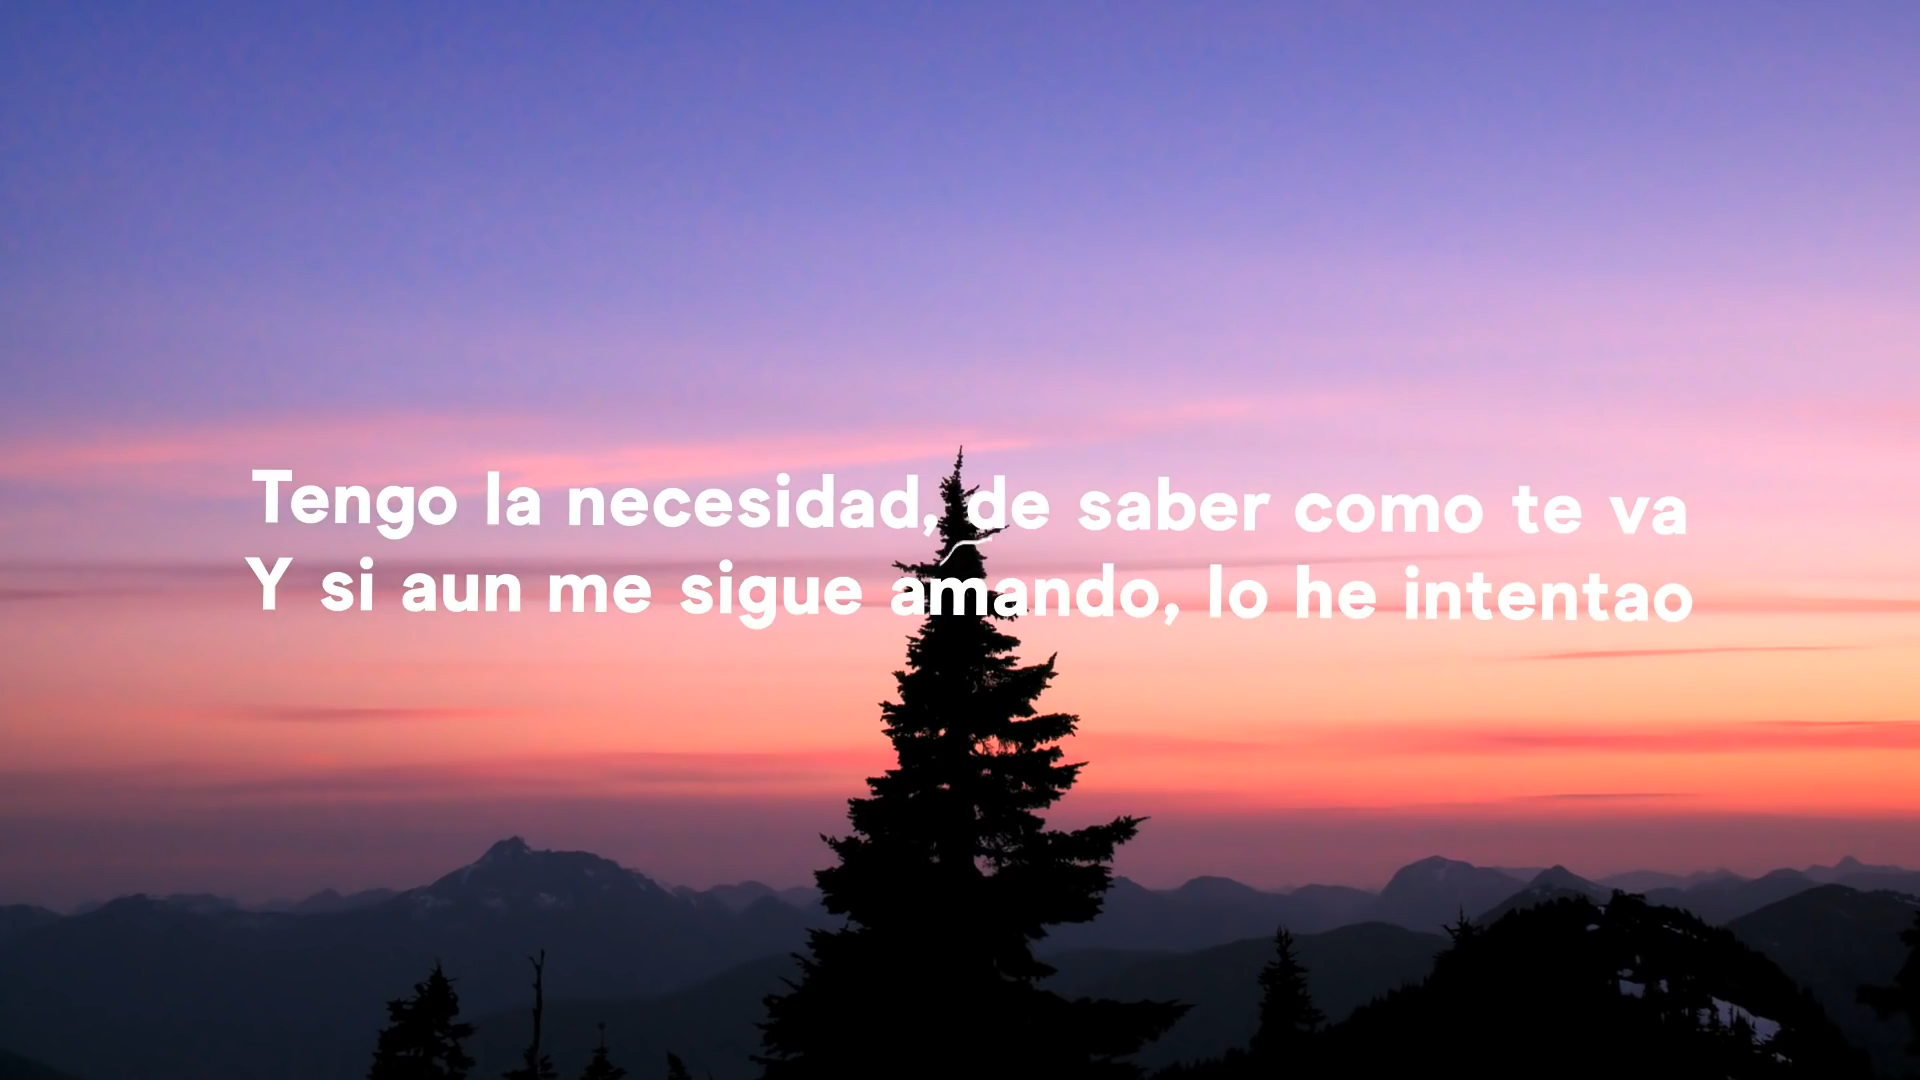 Tengo la necesidad, de saber como te va
Y si aun me sigue amando, lo he intentao